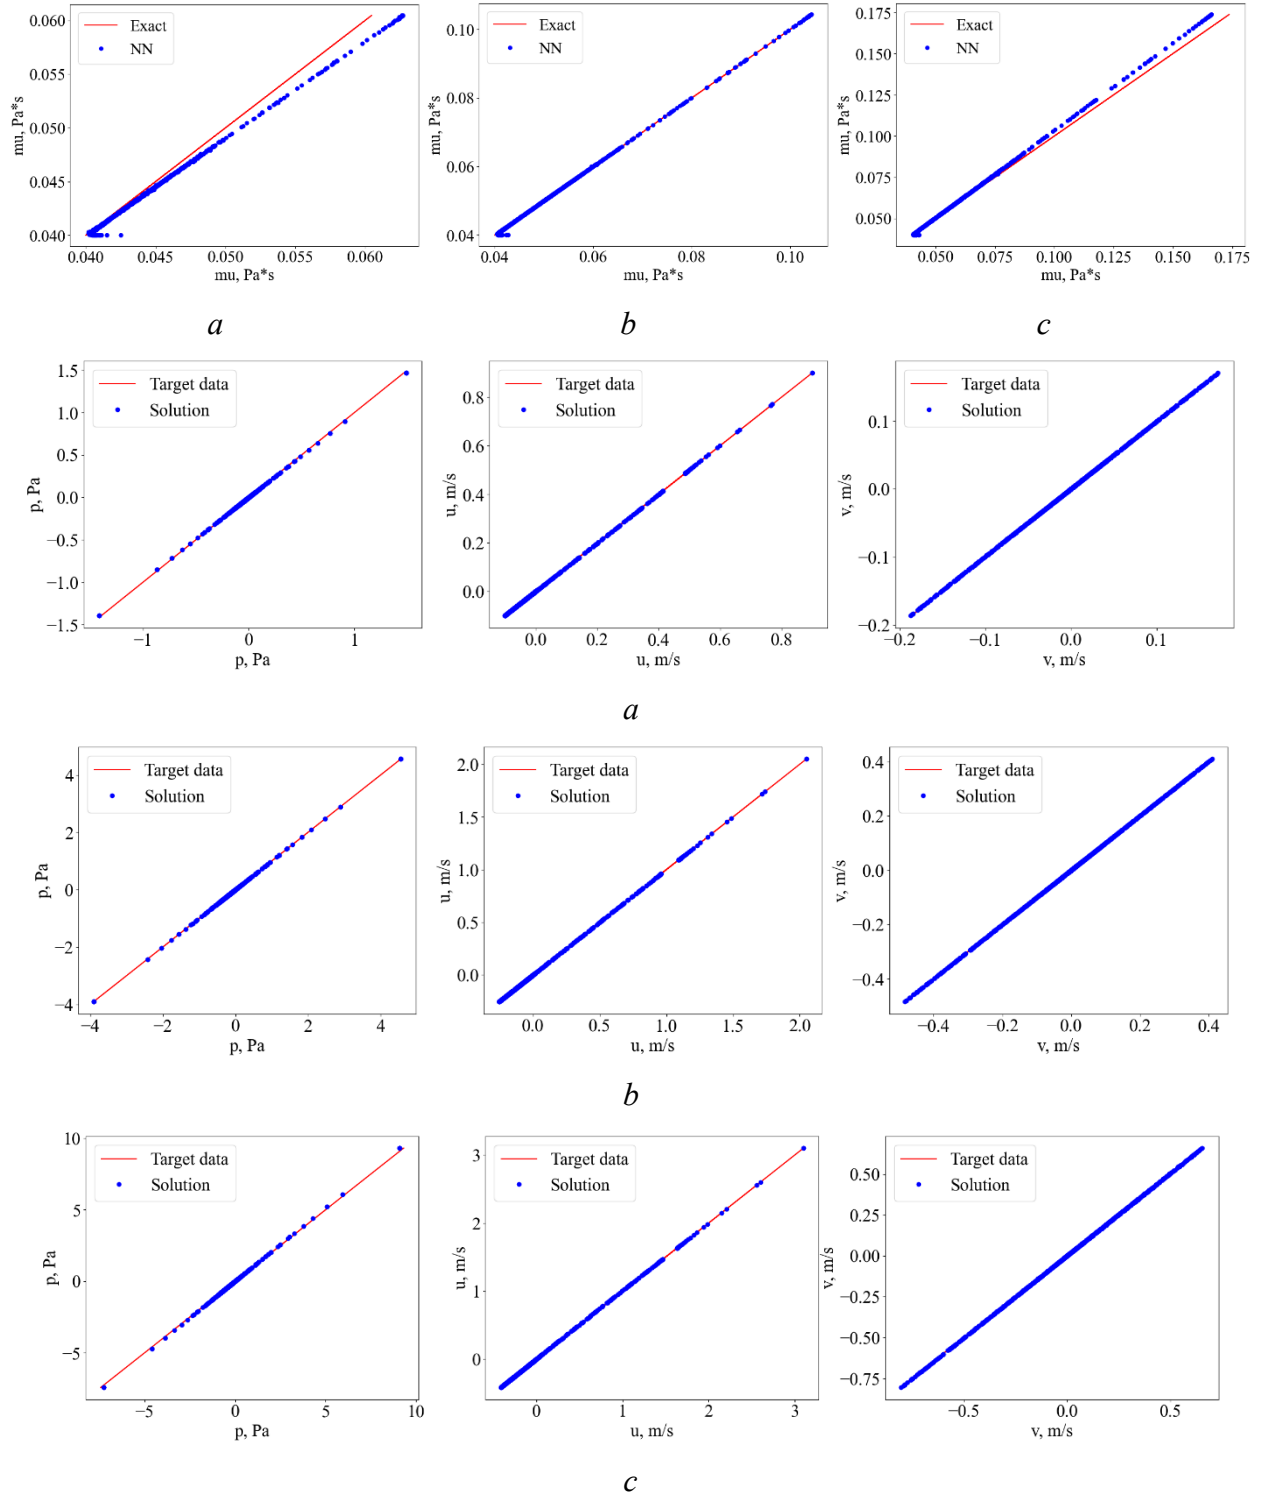 0.060
0.055
0.050
0.045
0.040
mu, Pa*s
Exact
NN
0.040 0.045 0.050 0.055 0.060
mu, Pa*s
0.10
0.08
0.06
0.04
mu, Pa*s
Exact
NN
0.04 0.06 0.08 0.10
mu, Pa*s
0.175
0.150
0.125
0.100
0.075
0.050
mu, Pa*s
Exact
NN
0.050 0.075 0.100 0.125 0.150 0.175
mu, Pa*s
a b c
1.5
1.0
0.5
0.0
−0.5
−1.0
−1.5
p, Pa
Target data
Solution
−1 0 1
p, Pa
0.8
0.6
0.4
0.2
0.0
u, m/s
Target data
Solution
0.0 0.2 0.4 0.6 0.8
u, m/s
0.1
0.0
−0.1
−0.2
v, m/s
Target data
Solution
−0.2 −0.1 0.0 0.1
v, m/s
a
4
2
0
−2
−4
p, Pa
Target data
Solution
−4 −2 0 2 4
p, Pa
2.0
1.5
1.0
0.5
0.0
u, m/s
Target data
Solution
0.0 0.5 1.0 1.5 2.0
u, m/s
0.4
0.2
0.0
−0.2
−0.4
v, m/s
Target data
Solution
−0.4 −0.2 0.0 0.2 0.4
v, m/s
b
10
5
0
−5
p, Pa
Target data
Solution
−5 0 5 10
p, Pa
3
2
1
0
u, m/s
Target data
Solution
0 1 2 3
u, m/s
0.50
0.25
0.00
−0.25
−0.50
−0.75
v, m/s
Target data
Solution
−0.5 0.0 0.5
v, m/s
c